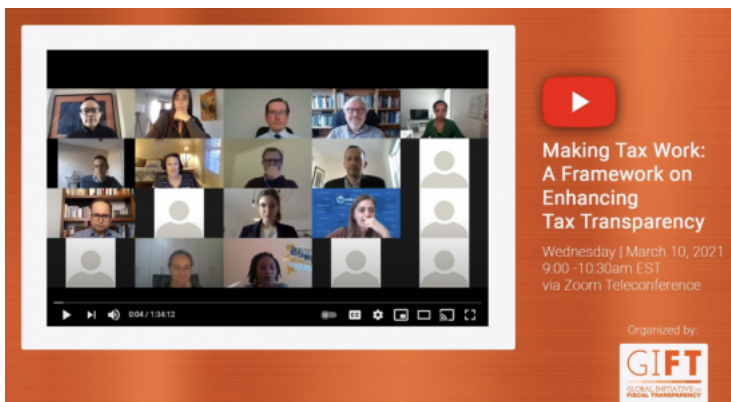 0:04 / 1:34:12
CC
Making Tax Work:
A Framework on
Enhancing
Tax Transparency
Wednesday | March 10, 2021
9:00 -10:30am EST
via Zoom Teleconference
Organized by:
GIFT
GLOBAL INITIATIVE FOR
FISCAL TRANSPARENCY